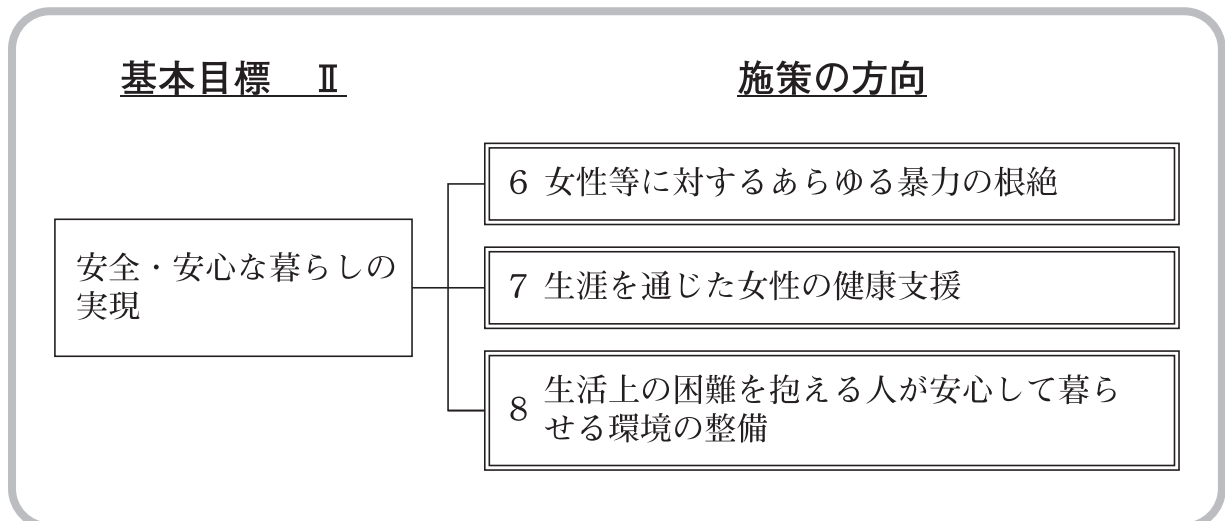 基本目標　Ⅱ
施策の方向
安全・安心な暮らしの
実現
6 女性等に対するあらゆる暴力の根絶
7 生涯を通じた女性の健康支援
8 生活上の困難を抱える人が安心して暮ら
せる環境の整備